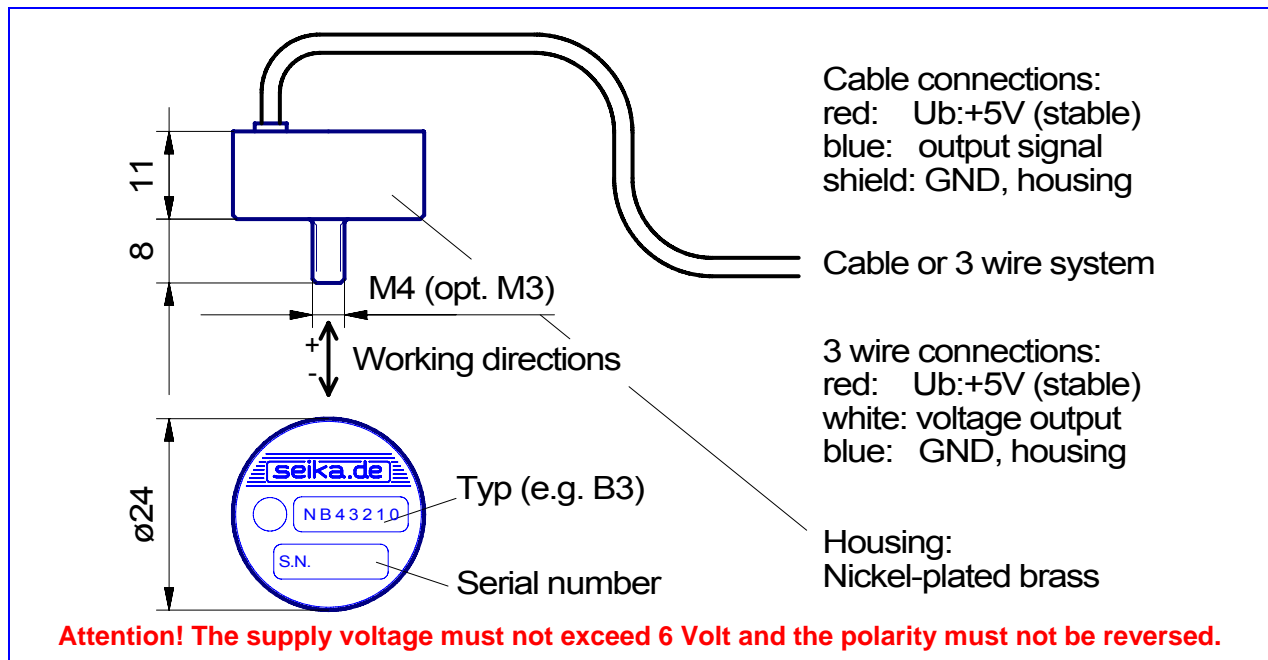 Cable connections:
red: Ub:+5V (stable)
blue: output signal
shield: GND, housing
11
8
Cable or 3 wire system
M4 (opt. M3)
+
-
Working directions
3 wire connections:
red: Ub:+5V (stable)
white: voltage output
blue: GND, housing
ø24
seika.de
Typ (e.g. B3)
NB43210
S.N.
Serial number
Housing:
Nickel-plated brass
Attention! The supply voltage must not exceed 6 Volt and the polarity must not be reversed.